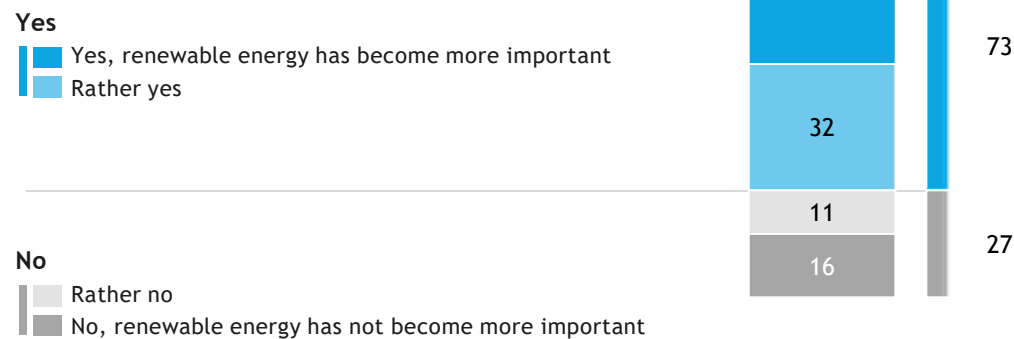 Yes
Yes, renewable energy has become more important
Rather yes
73
32
11
16
27
No
Rather no
No, renewable energy has not become more important